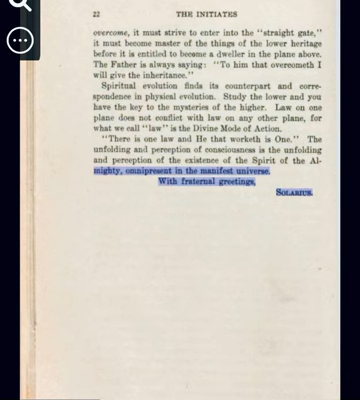 22 THE INITIATES
overcome, it must strive to enter into the "straight gate,"
it must become master of the things of the lower heritage
before it is entitled to become a dweller in the plane above.
The Father is always saying: "To him that overcometh I
will give the inheritance."
Spiritual evolution finds its counterpart and corre-
spondence in physical evolution. Study the lower and you
have the key to the mysteries of the higher. Law on one
plane does not conflict with law on any other plane, for
what we call "law" is the Divine Mode of Action.
"There is one law and He that worketh is One." The
unfolding and perception of consciousness is the unfolding
and perception of the existence of the Spirit of the Al-
mighty, omnipresent in the manifest universe.
With fraternal greetings,
SOLARIUS.